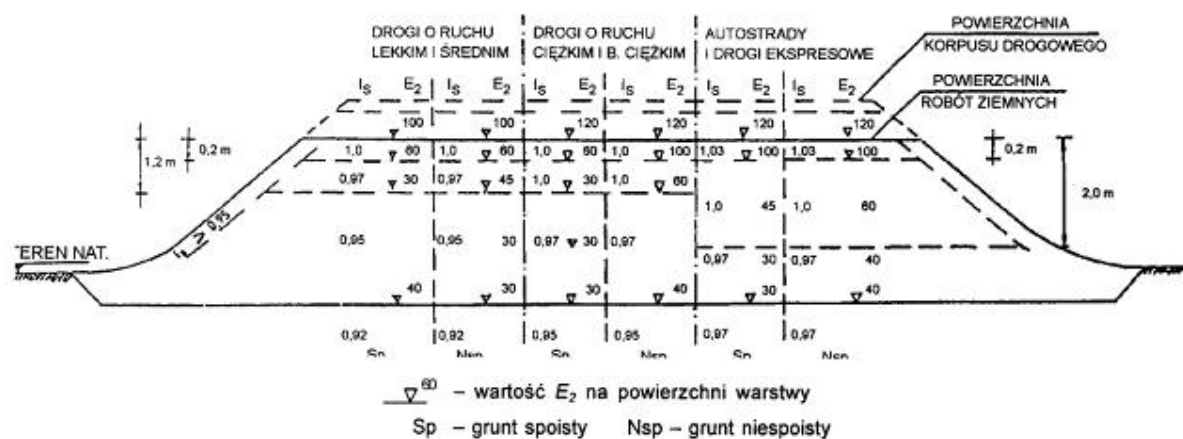 DROGI O RUCHU LEKKIM I ŚREDNIM
DROGI O RUCHU CIĘŻKIM I B. CIĘŻKIM
AUTOSTRADY I DROGI EKSPRESOWE
POWIERZCHNIA KORPUSU DROGOWEGO
POWIERZCHNIA ROBÓT ZIEMNYCH
Is E2 Is E2 Is E2 Is E2 Is E2 Is E2
100 100 120 120 120 120
1,2 m 0,2 m 1,0 60 1,0 60 1,0 60 1,0 100 1,03 100 1,03 100 0,2 m
0,97 30 0,97 45 1,0 30 1,0 60
2,0 m
1,0 45 1,0 60
Is ≥ 0,95
0,95 0,95 30 0,97 30 0,97
0,97 30 0,97 40
EREN NAT.
40 30 30 40 30 40
0,92 0,92 0,95 0,95 0,97 0,97
Sp Nsp Sp Nsp Sp Nsp
60 – wartość E2 na powierzchni warstwy
Sp – grunt spoisty Nsp – grunt niespoisty